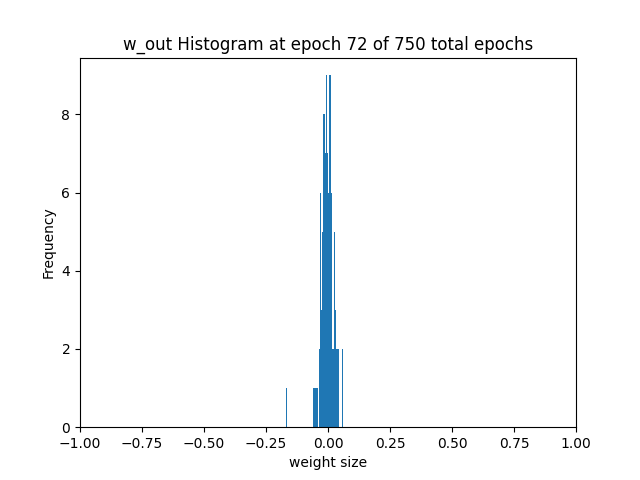 w_out Histogram at epoch 72 of 750 total epochs
Frequency
8
6
4
2
0
−1.00 −0.75 −0.50 −0.25 0.00 0.25 0.50 0.75 1.00
weight size